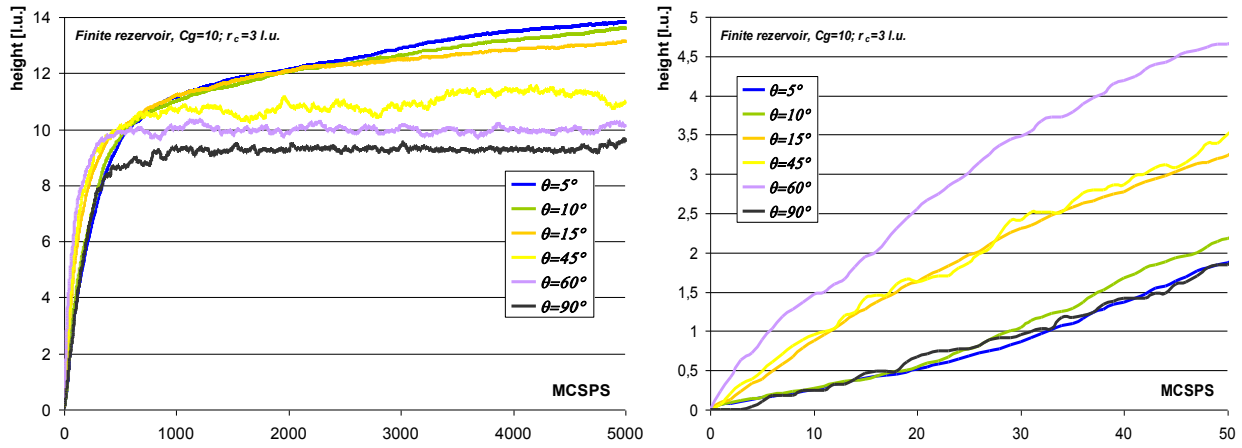 height [l.u.]
14
12
10
8
6
4
2
0
Finite rezervoir, Cg=10; r c =3 l.u.
θ=5°
θ=10°
θ=15°
θ=45°
θ=60°
θ=90°
MCSPS
0 1000 2000 3000 4000 5000
height [l.u.]
5
4,5
4
3,5
3
2,5
2
1,5
1
0,5
0
Finite rezervoir, Cg=10; r c =3 l.u.
θ=5°
θ=10°
θ=15°
θ=45°
θ=60°
θ=90°
MCSPS
0 10 20 30 40 50